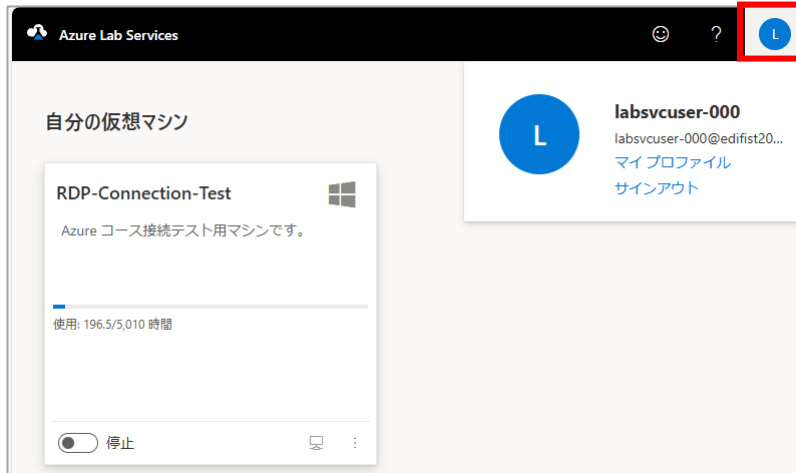 Azure Lab Services
?
L
自分の仮想マシン
L
labsvcuser-000
labsvcuser-000@edifist20...
マイ プロファイル
サインアウト
RDP-Connection-Test
Azure コース接続テスト用マシンです。
使用: 196.5/5,010 時間
停止